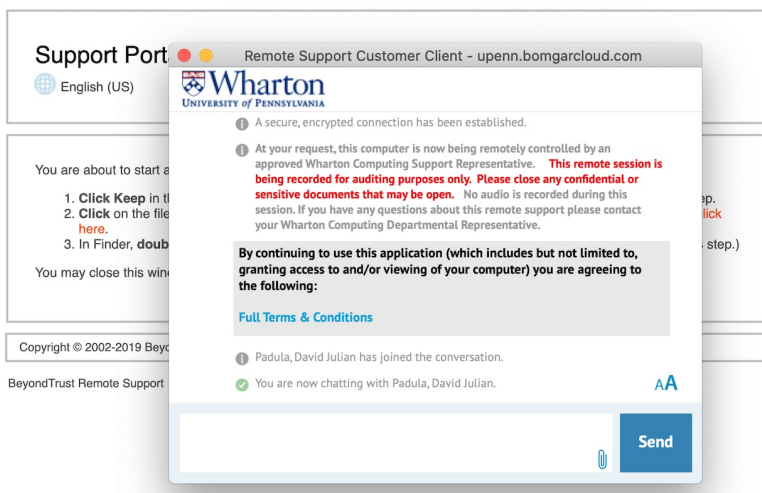 Support Port
English (US)
Remote Support Customer Client - upenn.bomgarcloud.com
Wharton
UNIVERSITY of PENNSYLVANIA
A secure, encrypted connection has been established.
At your request, this computer is now being remotely controlled by an
approved Wharton Computing Support Representative. This remote session is
being recorded for auditing purposes only. Please close any confidential or
sensitive documents that may be open. No audio is recorded during this
session. If you have any questions about this remote support please contact
your Wharton Computing Departmental Representative.
By continuing to use this application (which includes but not limited to,
granting access to and/or viewing of your computer) you are agreeing to
the following:
Full Terms & Conditions
Padula, David Julian has joined the conversation.
You are now chatting with Padula, David Julian.
AA
Send
You are about to start a
1. Click Keep in t
ep.
2. Click on the file
lick
here.
3. In Finder, doub
step.)
You may close this win
Copyright © 2002-2019 Beyo
BeyondTrust Remote Support